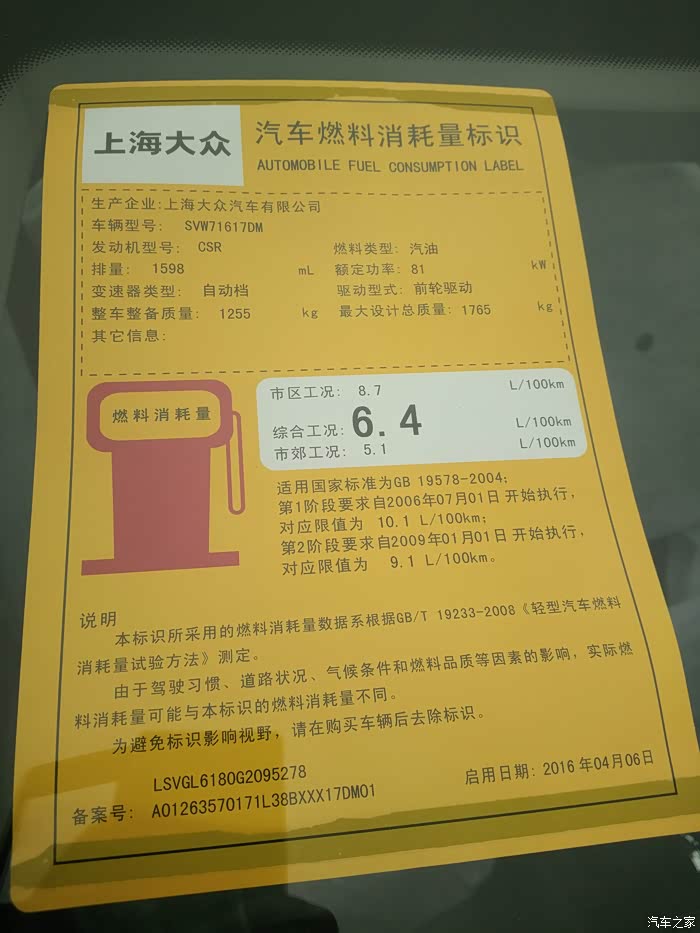 上海大众
汽车燃料消耗量标识
AUTOMOBILE FUEL CONSUMPTION LABEL
生产企业:上海大众汽车有限公司
车辆型号: SVW71617DM
发动机型号: CSR 燃料类型: 汽油
排量: 1598 mL 额定功率: 81 kW
变速器类型: 自动档 驱动型式: 前轮驱动
整车整备质量: 1255 kg 最大设计总质量: 1765 kg
其它信息:
燃料消耗量
市区工况: 8.7 L/100km
综合工况: 6.4 L/100km
市郊工况: 5.1 L/100km
适用国家标准为GB 19578-2004;
第1阶段要求自2006年07月01日 开始执行,
对应限值为 10.1 L/100km;
第2阶段要求自2009年01月01日 开始执行,
对应限值为 9.1 L/100km。
说明
本标识所采用的燃料消耗量数据系根据GB/T 19233-2008《轻型汽车燃料
消耗量试验方法》测定。
由于驾驶习惯、道路状况、气候条件和燃料品质等因素的影响,实际燃
料消耗量可能与本标识的燃料消耗量不同。
为避免标识影响视野,请在购买车辆后去除标识。
LSVGL6180G2095278
备案号: A01263570171L38BXXX17DM01 启用日期: 2016 年04月06日
汽车之家